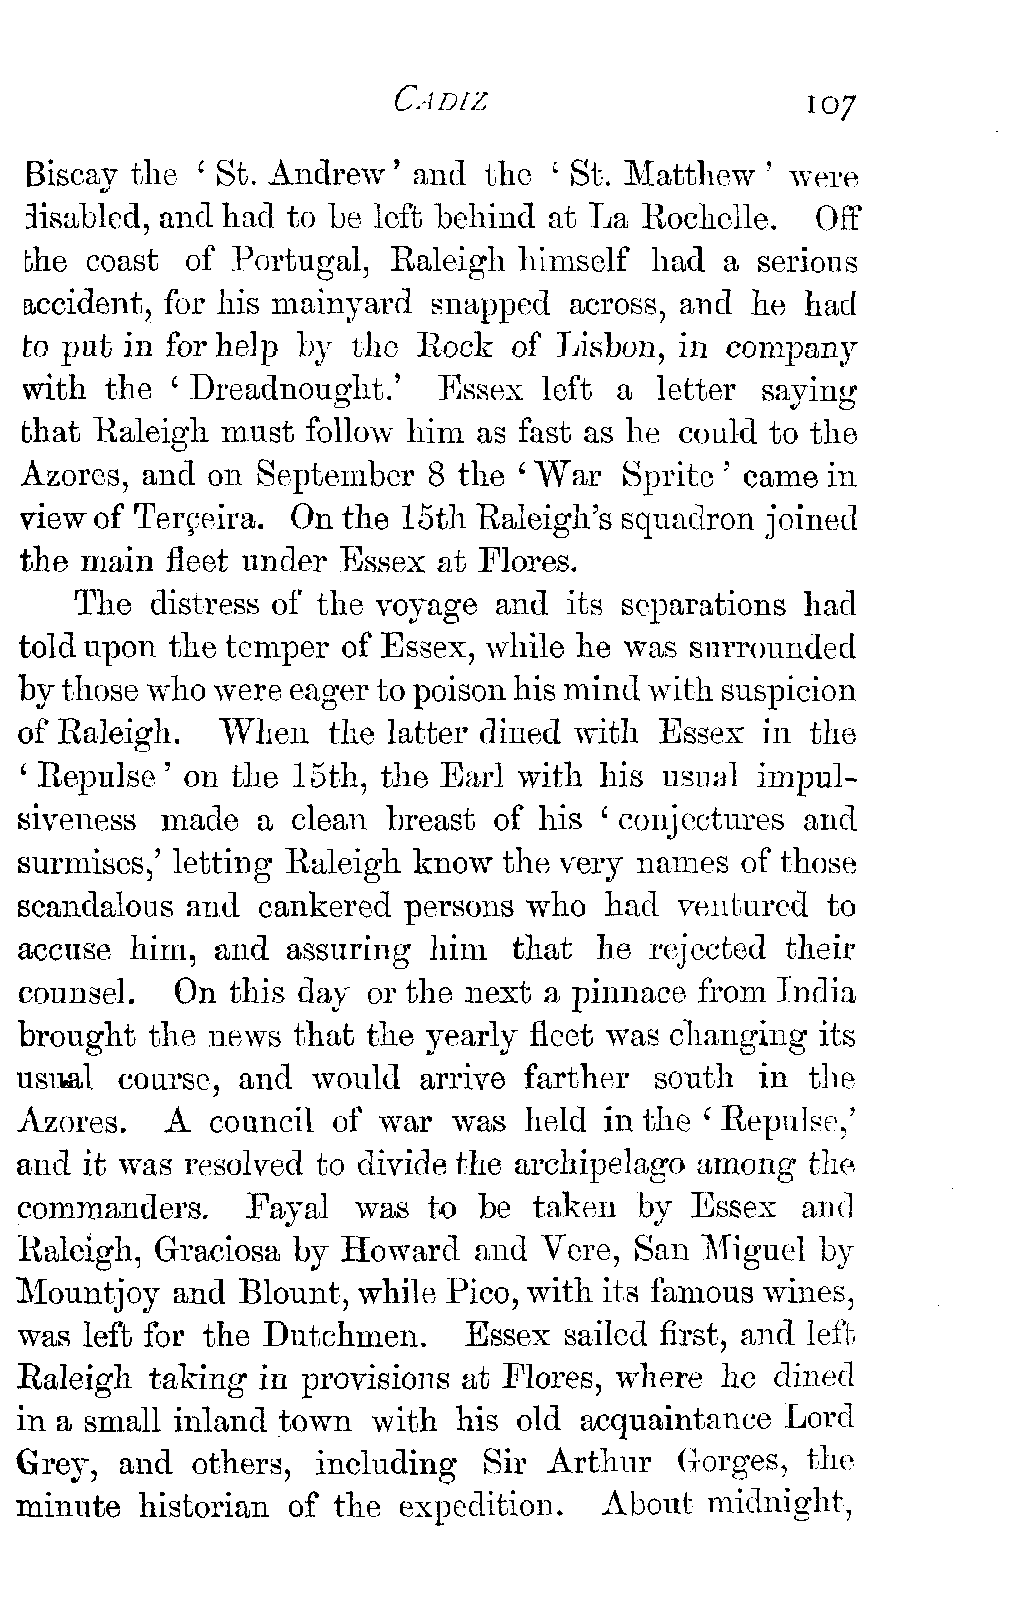 CADIZ 107
Biscay the ‘ St. Andrew’ and the ‘ St. Matthew ’ were
disabled, and had to be left behind at La Rochelle. Off
the coast of Portugal, Raleigh himself had a serious
accident, for his mainyard snapped across, and he had
to put in for help by the Rock of Lisbon, in company
with the ‘ Dreadnought.’ Essex left a letter saying
that Raleigh must follow him as fast as he could to the
Azores, and on September 8 the ‘ War Sprite ’ came in
view of Terçeira. On the 15th Raleigh’s squadron joined
the main fleet under Essex at Flores.
The distress of the voyage and its separations had
told upon the temper of Essex, while he was surrounded
by those who were eager to poison his mind with suspicion
of Raleigh. When the latter dined with Essex in the
‘ Repulse ’ on the 15th, the Earl with his usual impul-
siveness made a clean breast of his ‘ conjectures and
surmises,’ letting Raleigh know the very names of those
scandalous and cankered persons who had ventured to
accuse him, and assuring him that he rejected their
counsel. On this day or the next a pinnace from India
brought the news that the yearly fleet was changing its
usual course, and would arrive farther south in the
Azores. A council of war was held in the ‘ Repulse,’
and it was resolved to divide the archipelago among the
commanders. Fayal was to be taken by Essex and
Raleigh, Graciosa by Howard and Vere, San Miguel by
Mountjoy and Blount, while Pico, with its famous wines,
was left for the Dutchmen. Essex sailed first, and left
Raleigh taking in provisions at Flores, where he dined
in a small inland town with his old acquaintance Lord
Grey, and others, including Sir Arthur Gorges, the
minute historian of the expedition. About midnight,